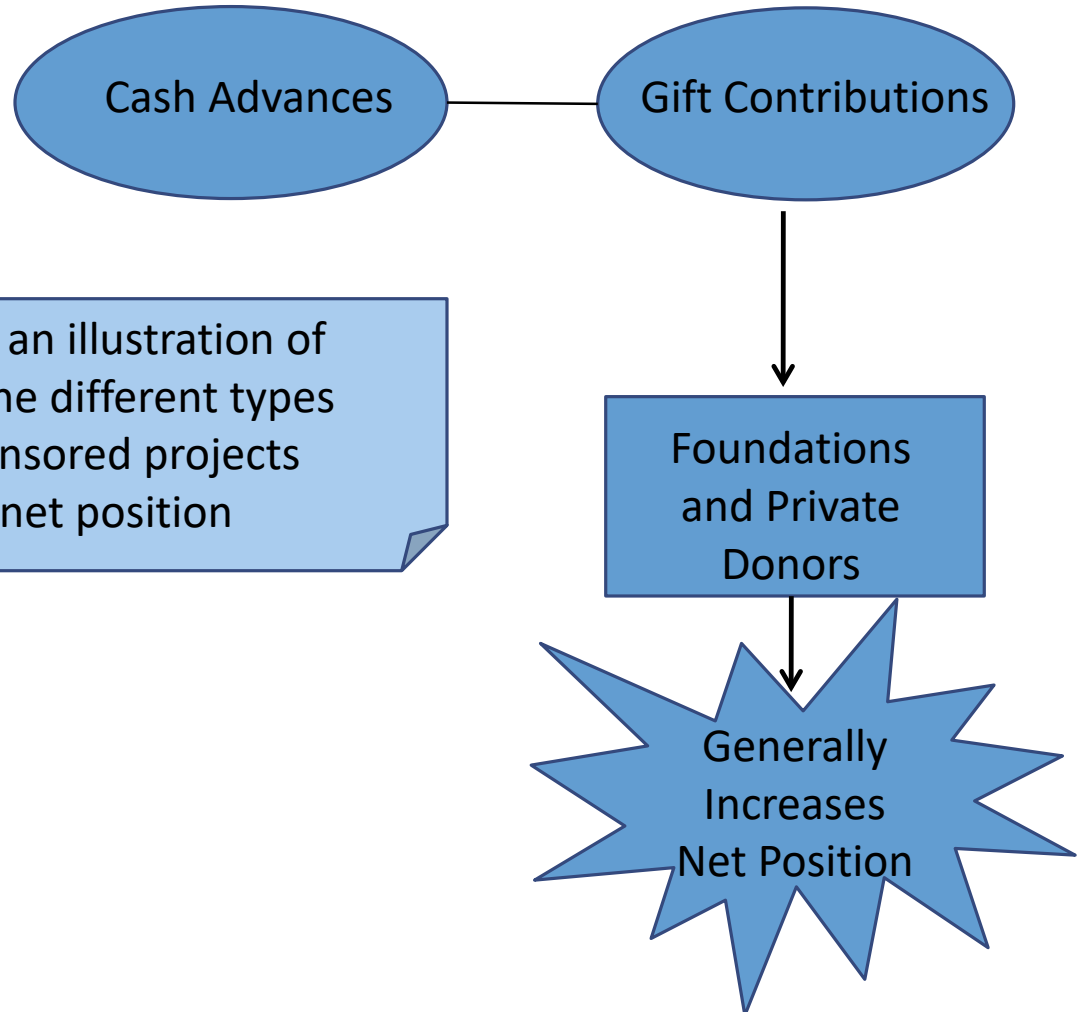 Cash Advances
Gift Contributions
an illustration of
he different types
nsored projects
net position
Foundations
and Private
Donors
Generally
Increases
Net Position